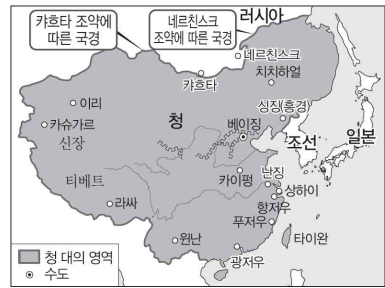 캬흐타 조약에
따른 국경
네르친스크
조약에 따른 국경
러시아
네르친스크
치치하얼
캬흐타
이리
카슈가르
신장
청
베이징
싱징(흥경)
조선
일본
티베트
라싸
카이펑
난징
상하이
항저우
푸저우
타이완
윈난
광저우
청 대의 영역
수도